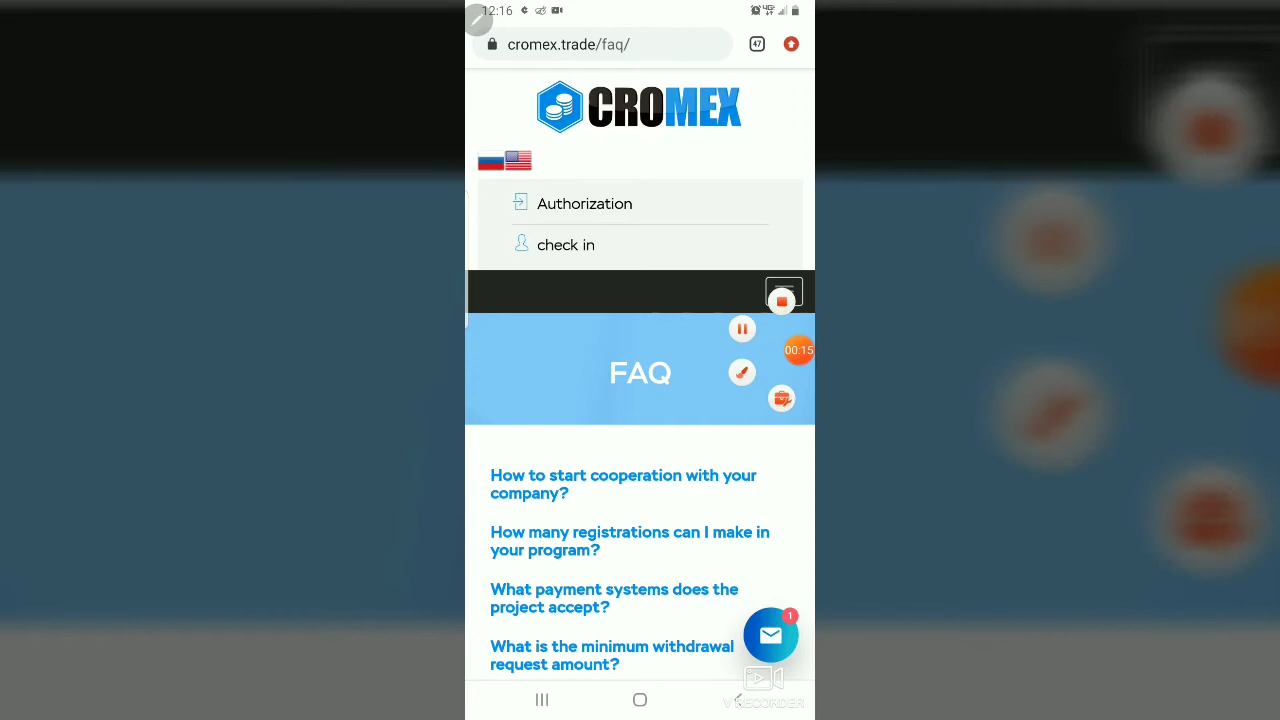 12:16
cromex.trade/faq/
47
CROMEX
Authorization
check in
00:15
FAQ
How to start cooperation with your
company?
How many registrations can I make in
your program?
What payment systems does the
project accept?
1
What is the minimum withdrawal
request amount?
V RECORDER